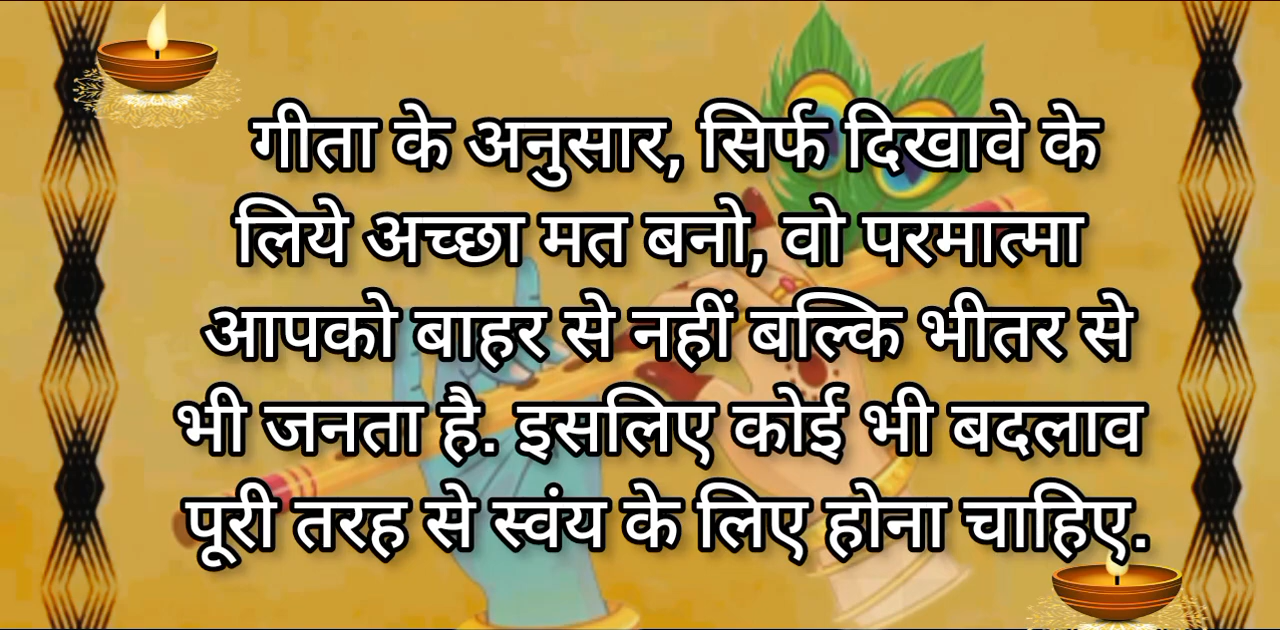 गीता के अनुसार, सिर्फ दिखावे के
लिये अच्छा मत बनो, वो परमात्मा
आपको बाहर से नहीं बल्कि भीतर से
भी जनता है. इसलिए कोई भी बदलाव
पूरी तरह से स्वंय के लिए होना चाहिए.